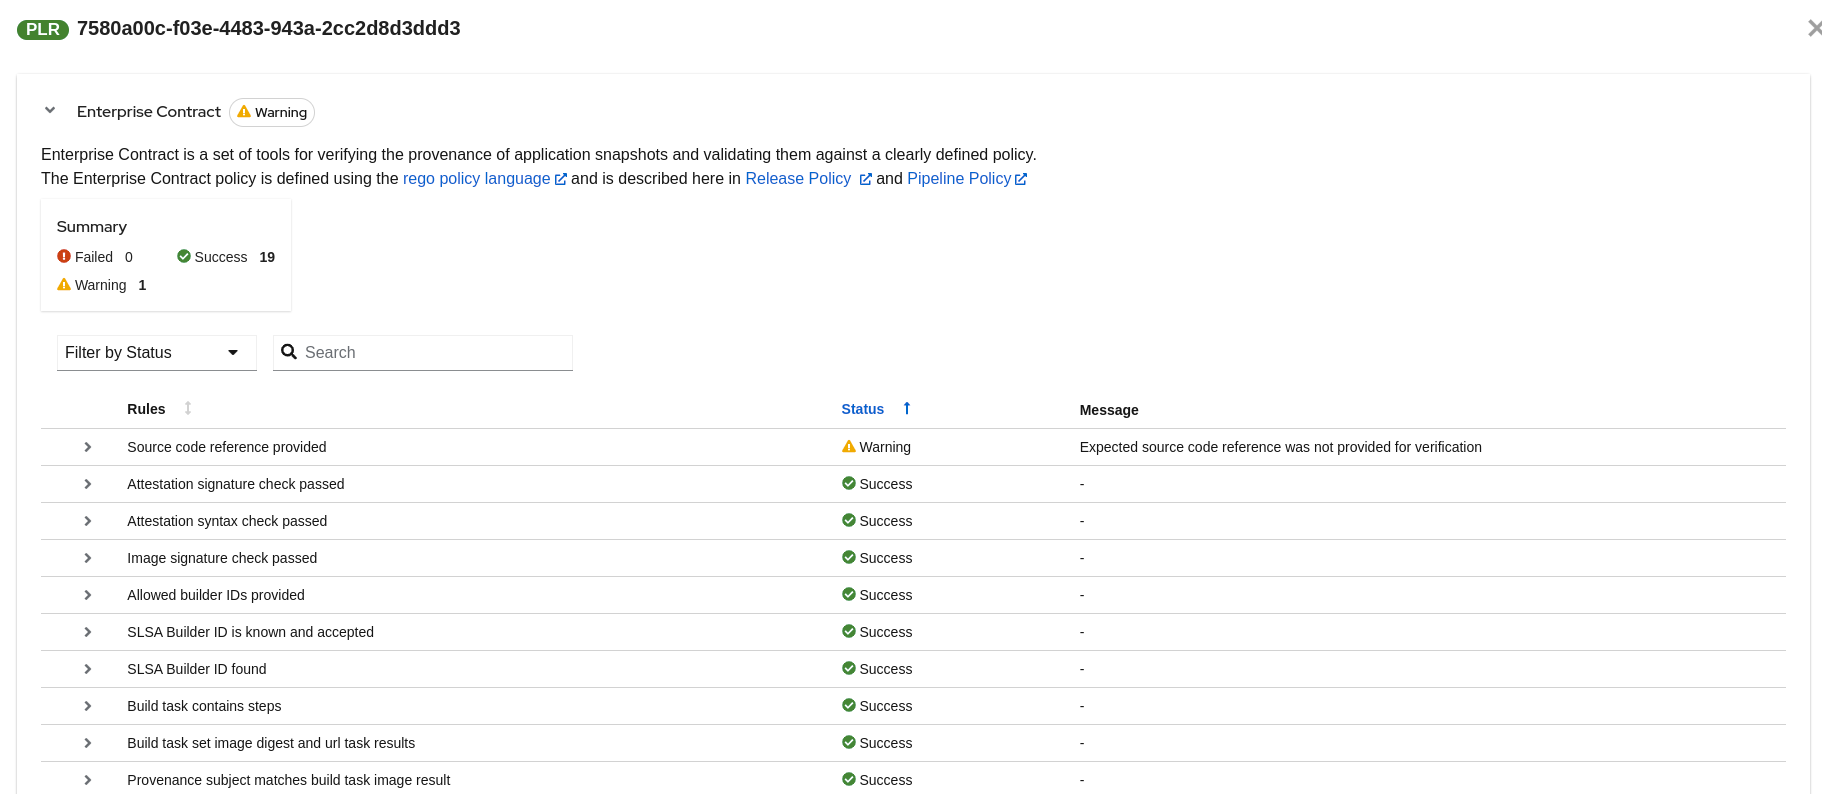 PLR 7580a00c-f03e-4483-943a-2cc2d8d3ddd3
Enterprise Contract Warning
Enterprise Contract is a set of tools for verifying the provenance of application snapshots and validating them against a clearly defined policy.
The Enterprise Contract policy is defined using the rego policy language and is described here in Release Policy and Pipeline Policy
Summary
Failed 0 Success 19
Warning 1
Filter by Status Search
Rules Status Message
Source code reference provided Warning Expected source code reference was not provided for verification
Attestation signature check passed Success -
Attestation syntax check passed Success -
Image signature check passed Success -
Allowed builder IDs provided Success -
SLSA Builder ID is known and accepted Success -
SLSA Builder ID found Success -
Build task contains steps Success -
Build task set image digest and url task results Success -
Provenance subject matches build task image result Success -